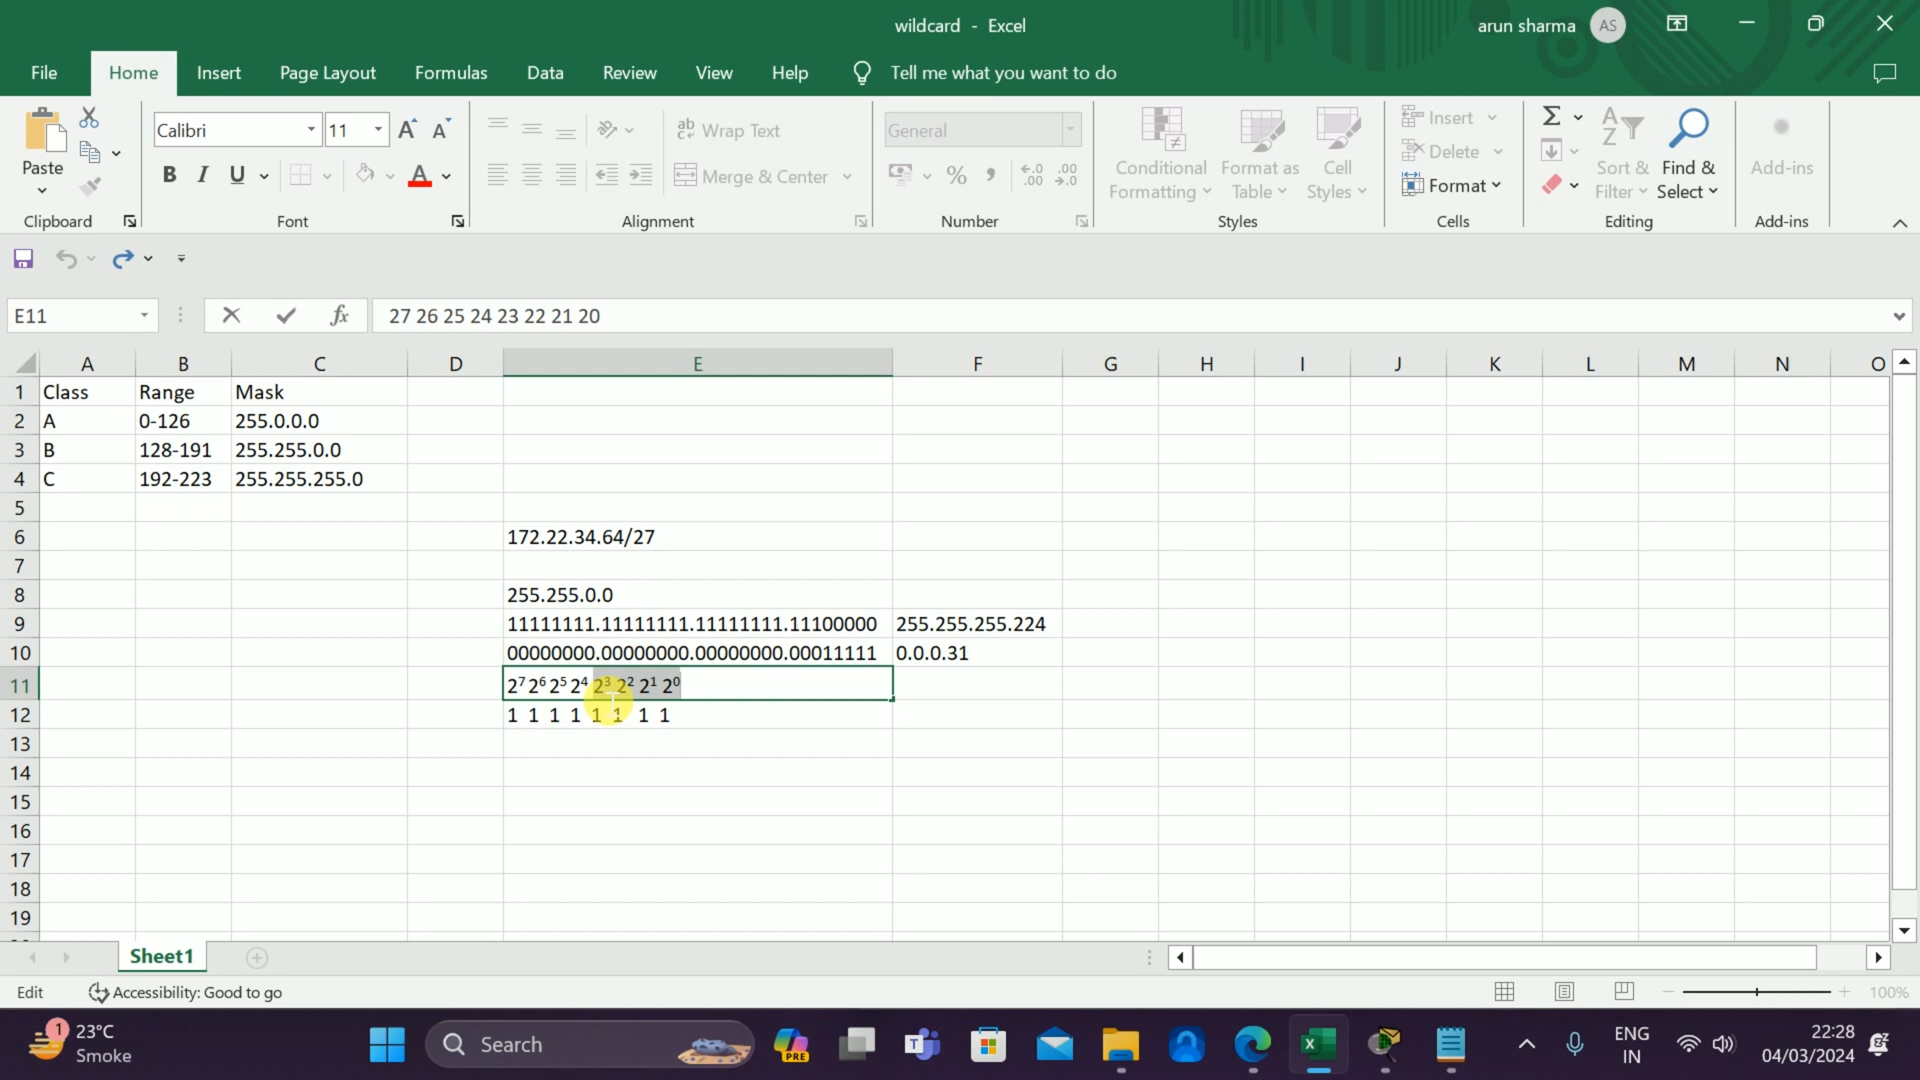 wildcard - Excel
arun sharma AS
File Home Insert Page Layout Formulas Data Review View Help Tell me what you want to do
Paste
Clipboard
Calibri 11
B I U A
Font
ab Wrap Text
Merge & Center
Alignment
General
% , .0 .00
Number
Conditional Formatting
Format as Table
Cell Styles
Styles
Insert
Delete
Format
Cells
Sort & Filter
Find & Select
Editing
Add-ins
Add-ins
E11 fx 27 26 25 24 23 22 21 20
A B C D E F G H I J K L M N O
1 Class Range Mask
2 A 0-126 255.0.0.0
3 B 128-191 255.255.0.0
4 C 192-223 255.255.255.0
5
6 172.22.34.64/27
7
8 255.255.0.0
9 11111111.11111111.11111111.11100000 255.255.255.224
10 00000000.00000000.00000000.00011111 0.0.0.31
11 2⁷ 2⁶ 2⁵ 2⁴ 2³ 2² 2¹ 2⁰
12 1 1 1 1 1 1 1 1
13
14
15
16
17
18
19
Sheet1
Edit Accessibility: Good to go 100%
1 23°C
Smoke
Search
PRE
ENG
IN
22:28
04/03/2024